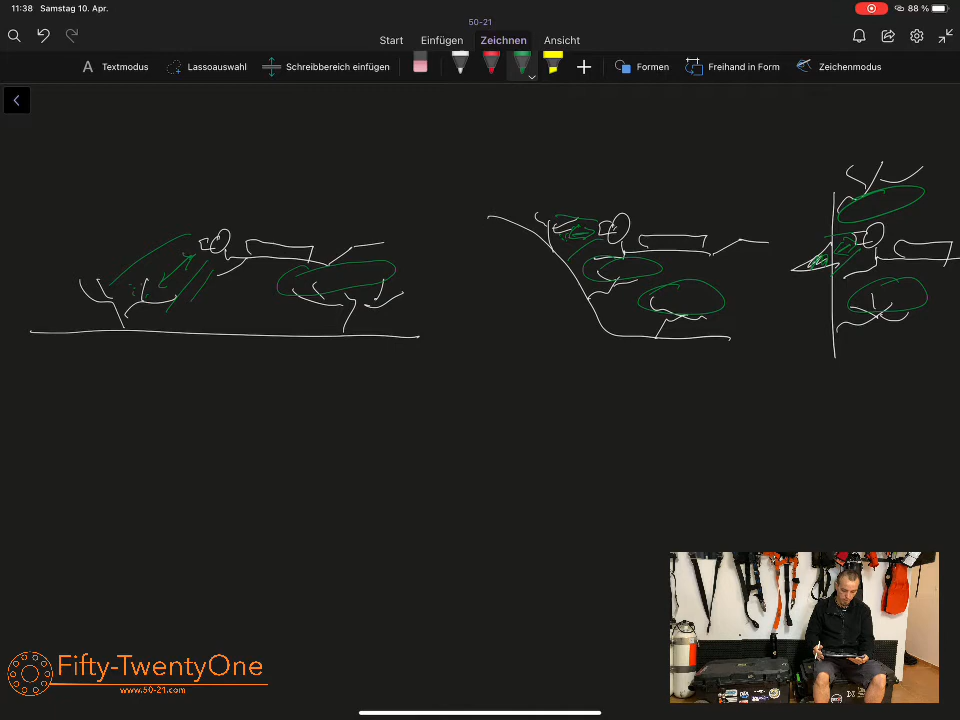 11:38 Samstag 10. Apr.
88 %
50-21
Start Einfügen Zeichnen Ansicht
Textmodus Lassoauswahl Schreibbereich einfügen Formen Freihand in Form Zeichenmodus
Fifty-TwentyOne
www.50-21.com